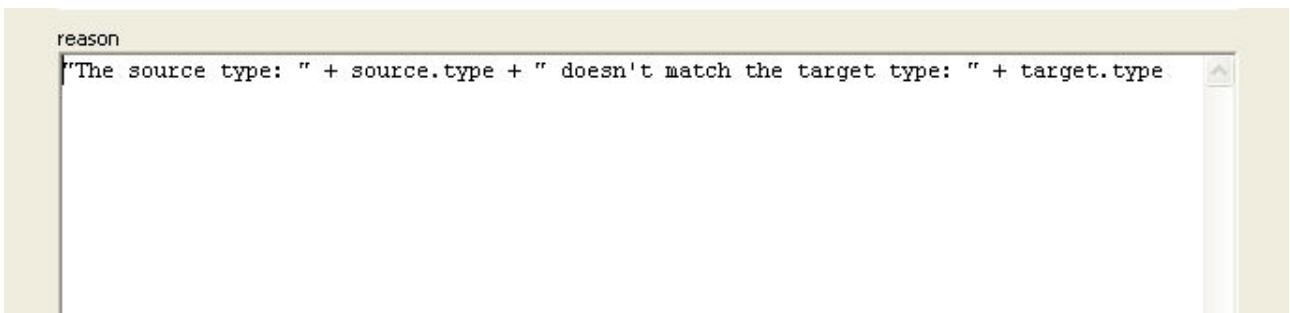 reason
"The source type: " + source.type + " doesn't match the target type: " + target.type